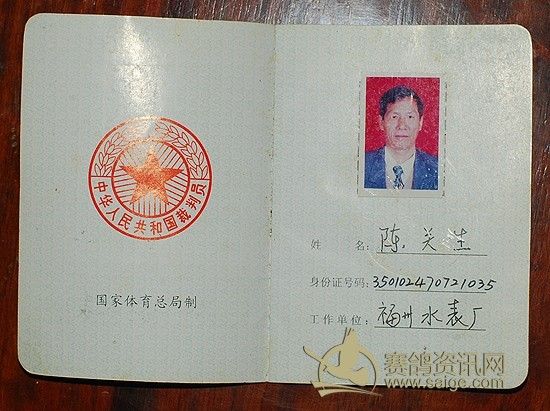 中华人民共和国裁判员
国家体育总局制
姓 名: 陈 关 生
身份证号码: 350102470721035
工作单位: 福州水表厂
赛鸽资讯网
www.saige.com